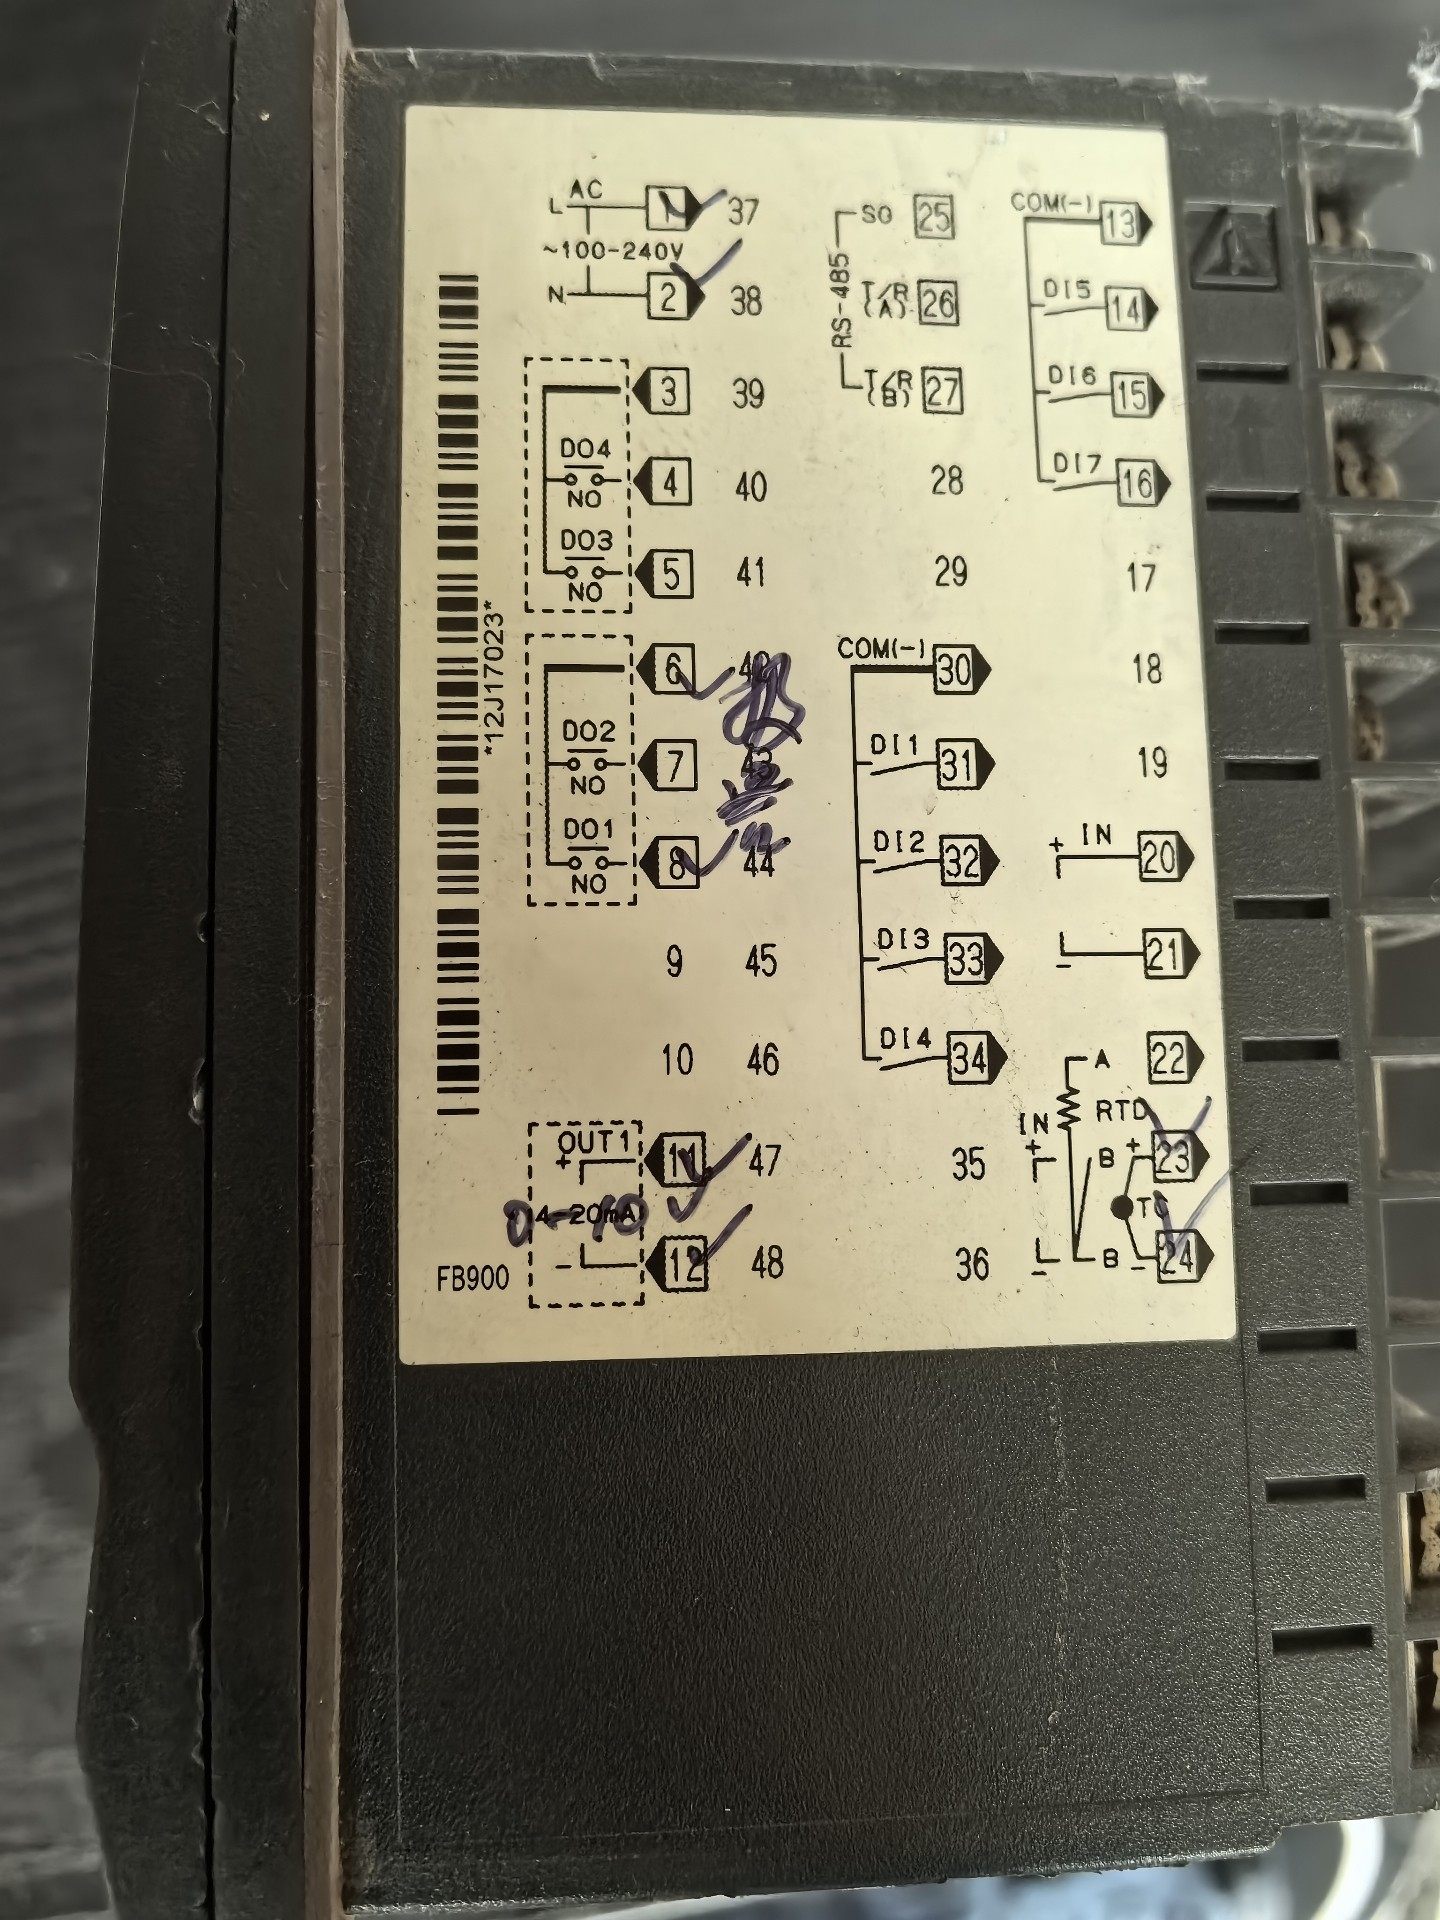 AC
L 1 37 SG 25 COM(-) 13
~100-240V
N 2 38 RS-485 T/R (A) 26 DI5 14
3 39 T/R (B) 27 DI6 15
DO4 NO 4 40 28 DI7 16
DO3 NO 5 41 29 17
6 42 COM(-) 30 18
DO2 NO 7 43 DI1 31 19
DO1 NO 8 44 DI2 32 + IN 20
9 45 DI3 33 - 21
10 46 DI4 34 A 22
OUT1 + 11 47 35 IN + RTD B + 23
0-10 4-20mA TC
FB900 - 12 48 36 - B - 24
*12J17023*